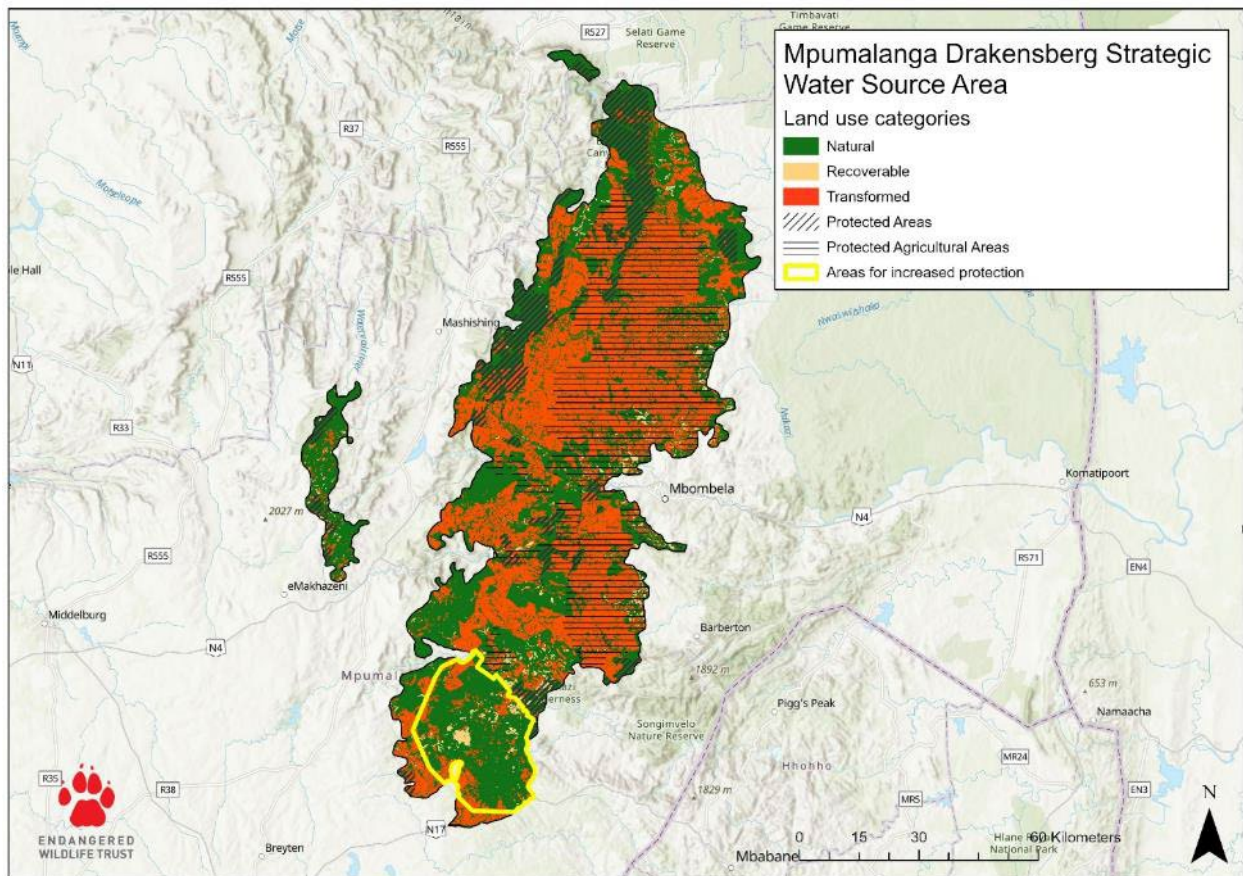 Timbavati
Game Reserve
R527
Selati Game
Reserve
Mpumalanga Drakensberg Strategic
Water Source Area
Land use categories
Natural
Recoverable
Transformed
Protected Areas
Protected Agricultural Areas
Areas for increased protection
R37
R555
R555
Mashishing
N11
R33
Komatipoort
Mbombela
2027 m
N4
R555
R571
EN4
eMakhazeni
Middelburg
N4
Barberton
1892 m
653 m
Pigg's Peak
Namaacha
Songimvelo
Nature Reserve
MR24
Hhohho
R35
R38
1829 m
MR5
EN3
N
ENDANGERED
WILDLIFE TRUST
N17
0 15 30 60 Kilometers
National Park
Breyten
Mbabane